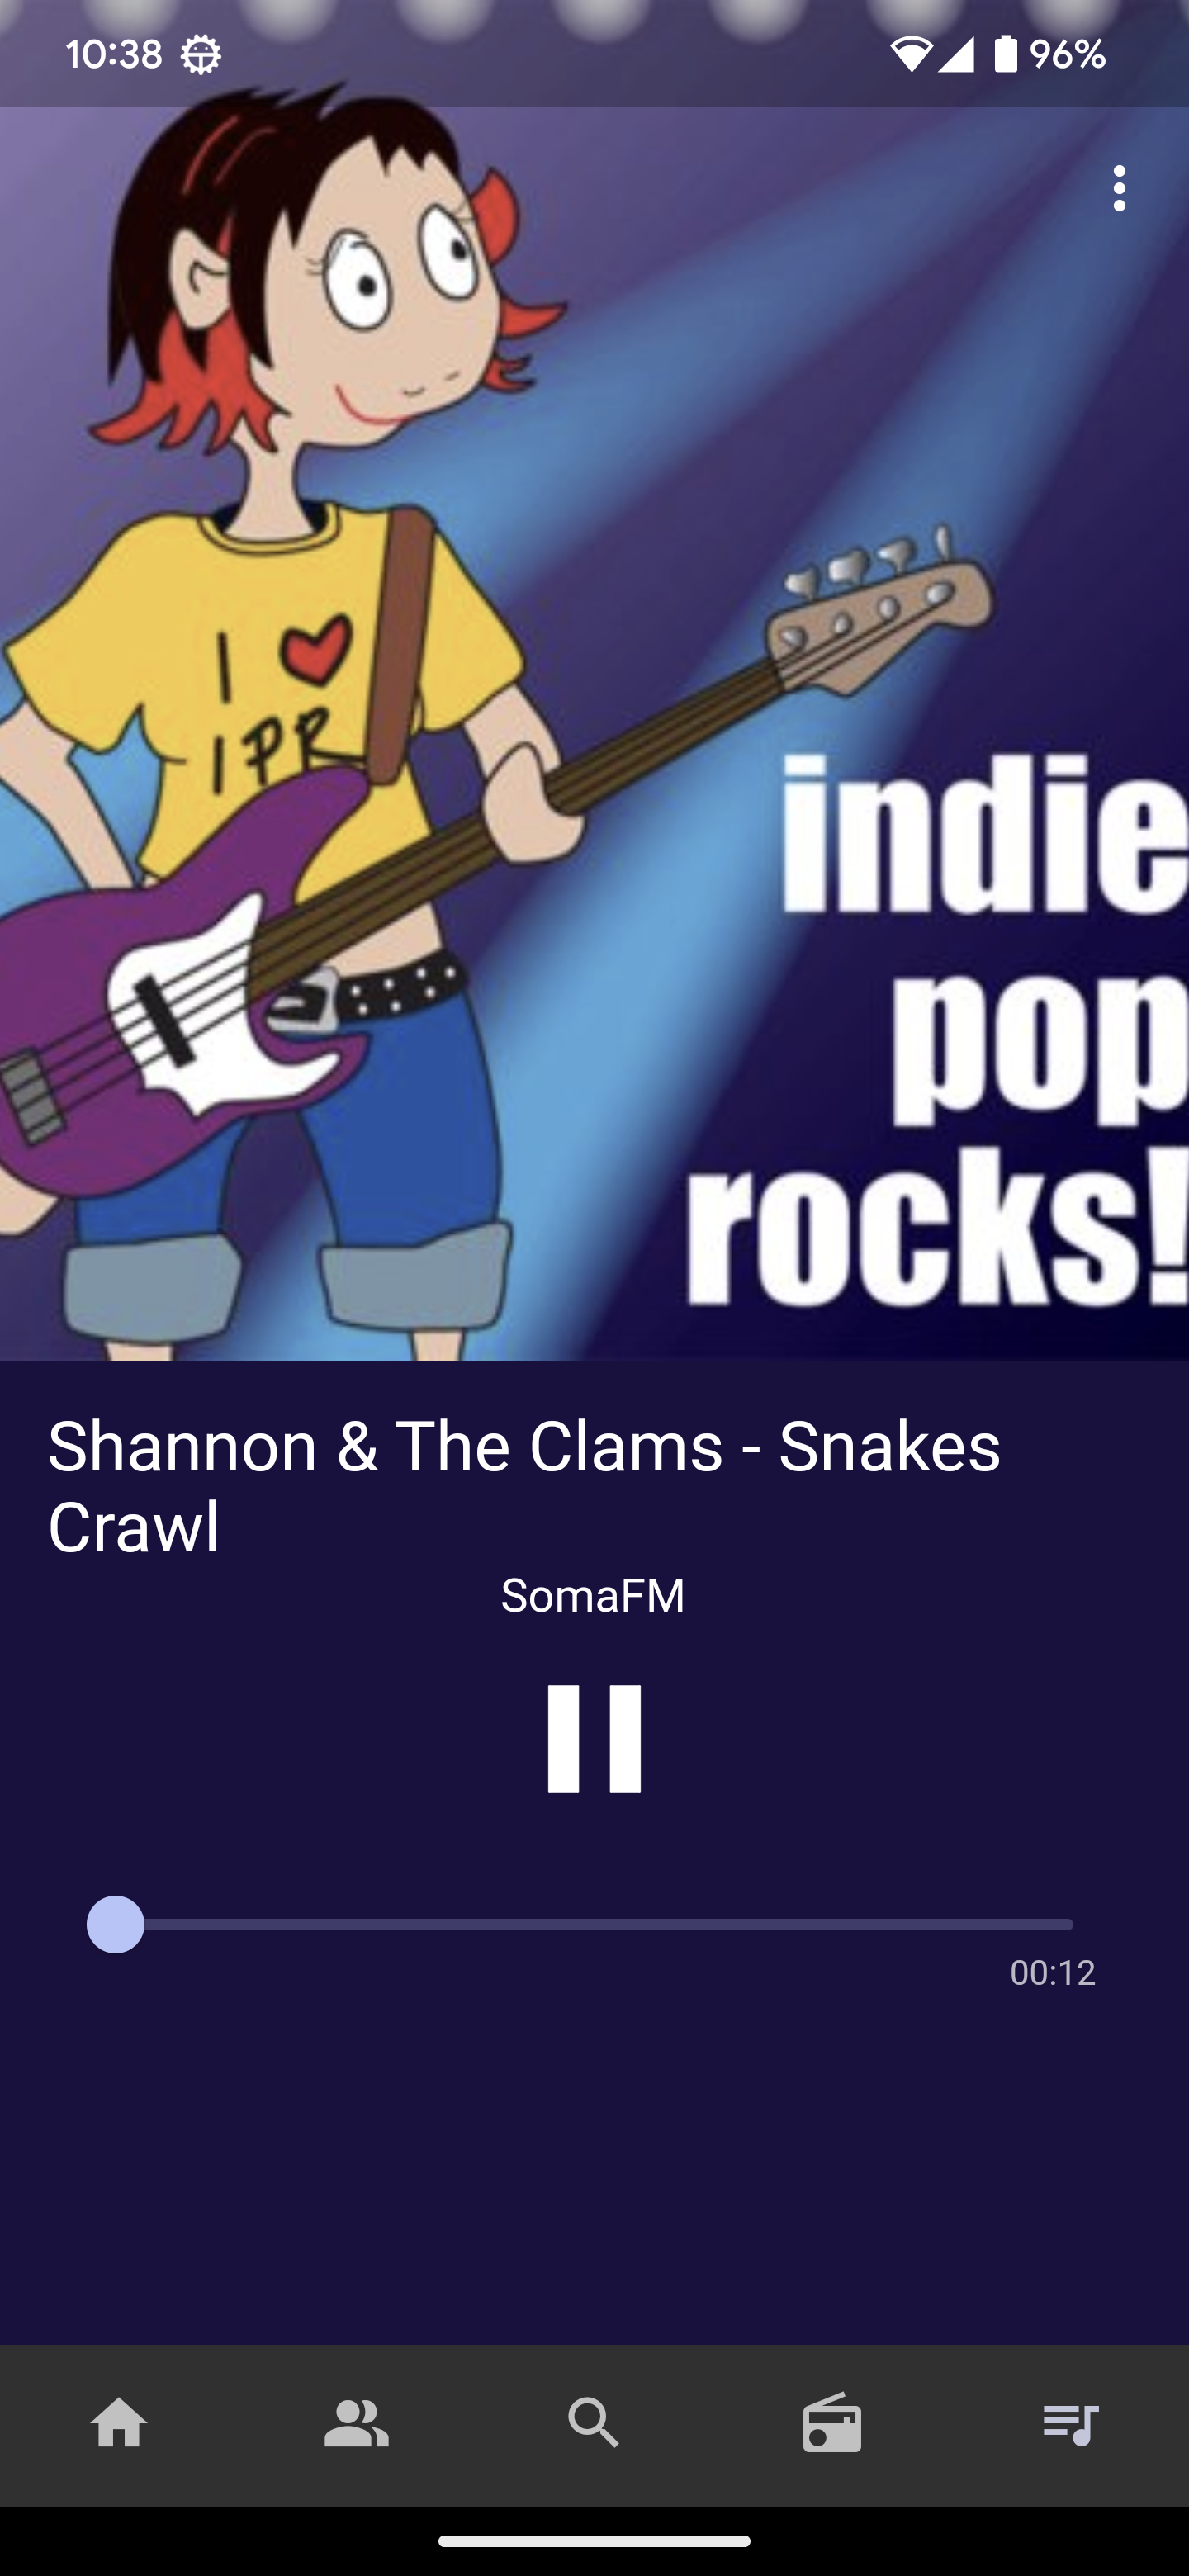 10:38
96%
I ❤
IPR
indie
pop
rocks!
Shannon & The Clams - Snakes
Crawl
SomaFM
00:12